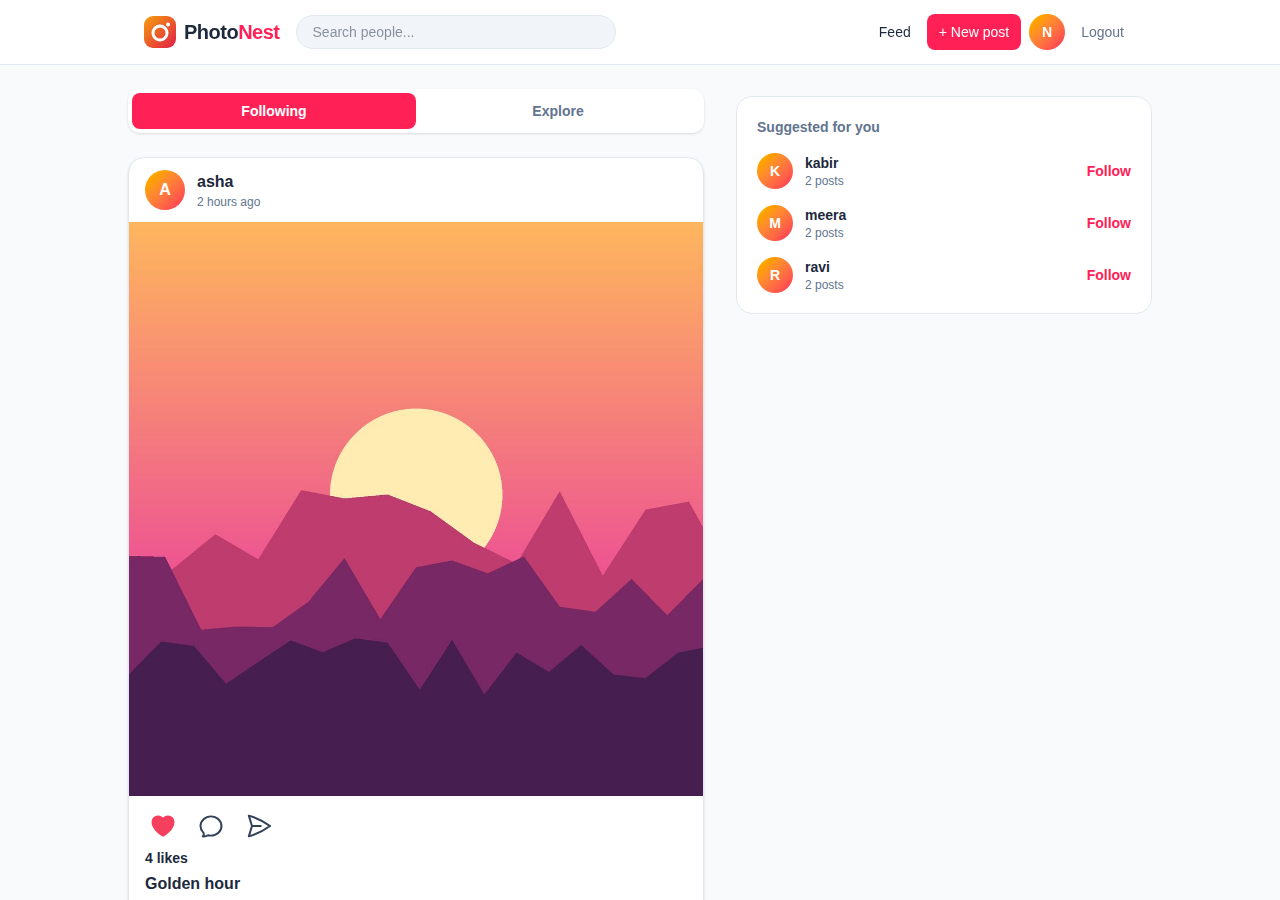 PhotoNest
Search people...
Feed
+ New post
N
Logout
Following
Explore
A
asha
2 hours ago
4 likes
Golden hour
Suggested for you
K
kabir
2 posts
Follow
M
meera
2 posts
Follow
R
ravi
2 posts
Follow